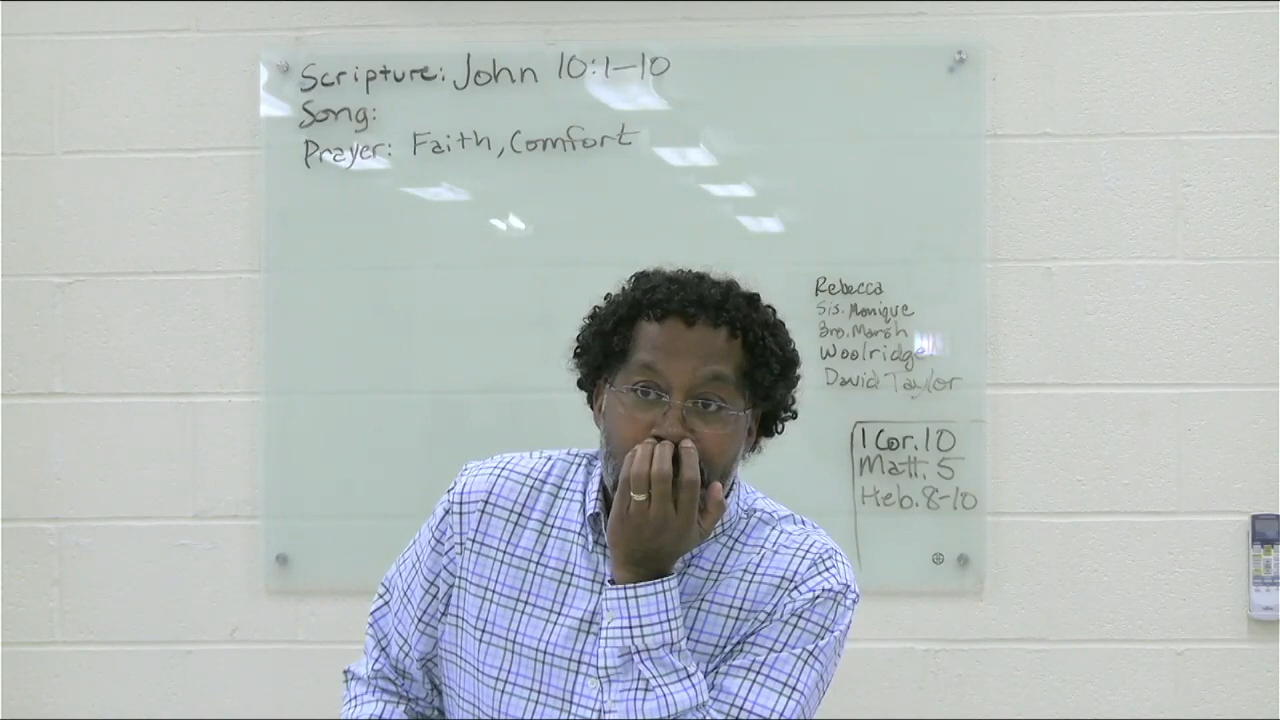 Scripture: John 10:1-10
Song:
Prayer: Faith, Comfort
Rebecca
Sis. Monique
Bro. Marsh
Woolridge
David Taylor
1 Cor. 10
Matt. 5
Heb. 8-10